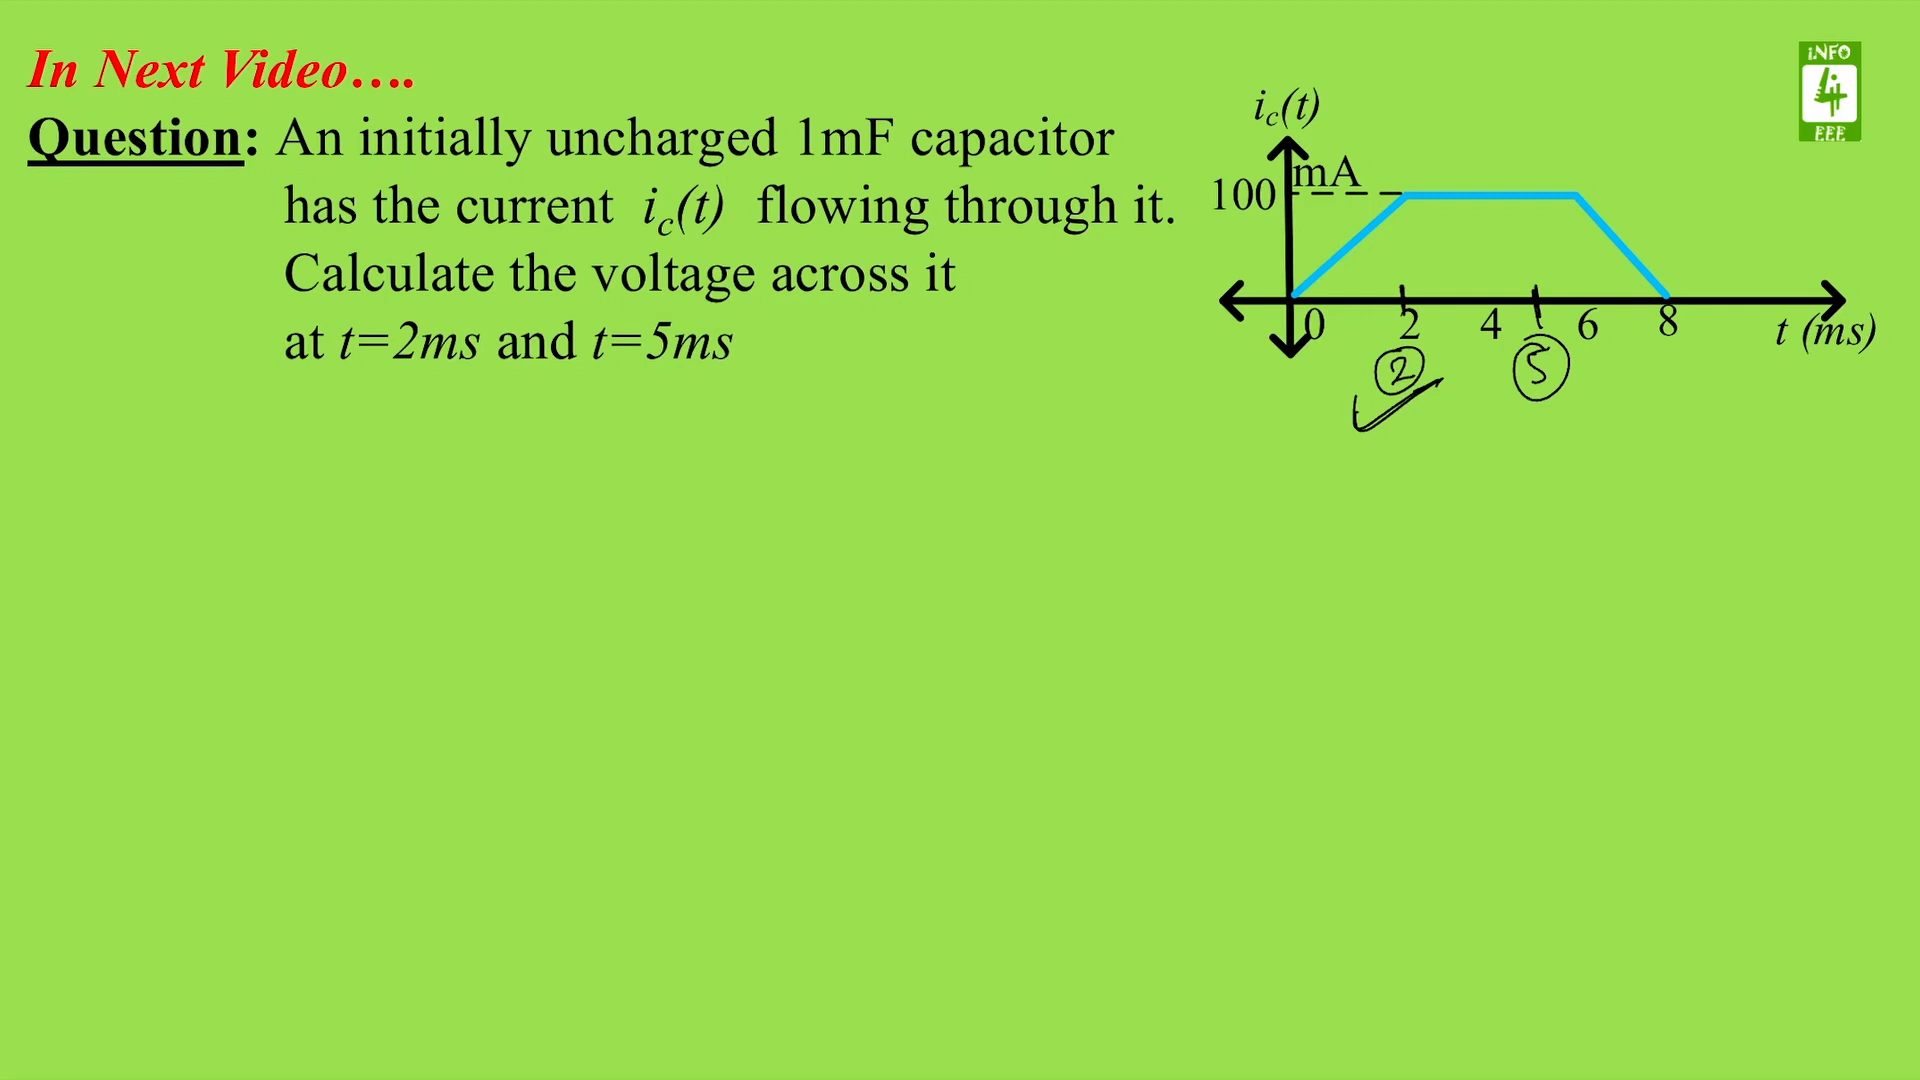 In Next Video….
Question: An initially uncharged 1mF capacitor
has the current i_c(t) flowing through it.
Calculate the voltage across it
at t=2ms and t=5ms
i_c(t)
mA
100
0 2 4 6 8 t (ms)
2 5
iNFO
4
EEE